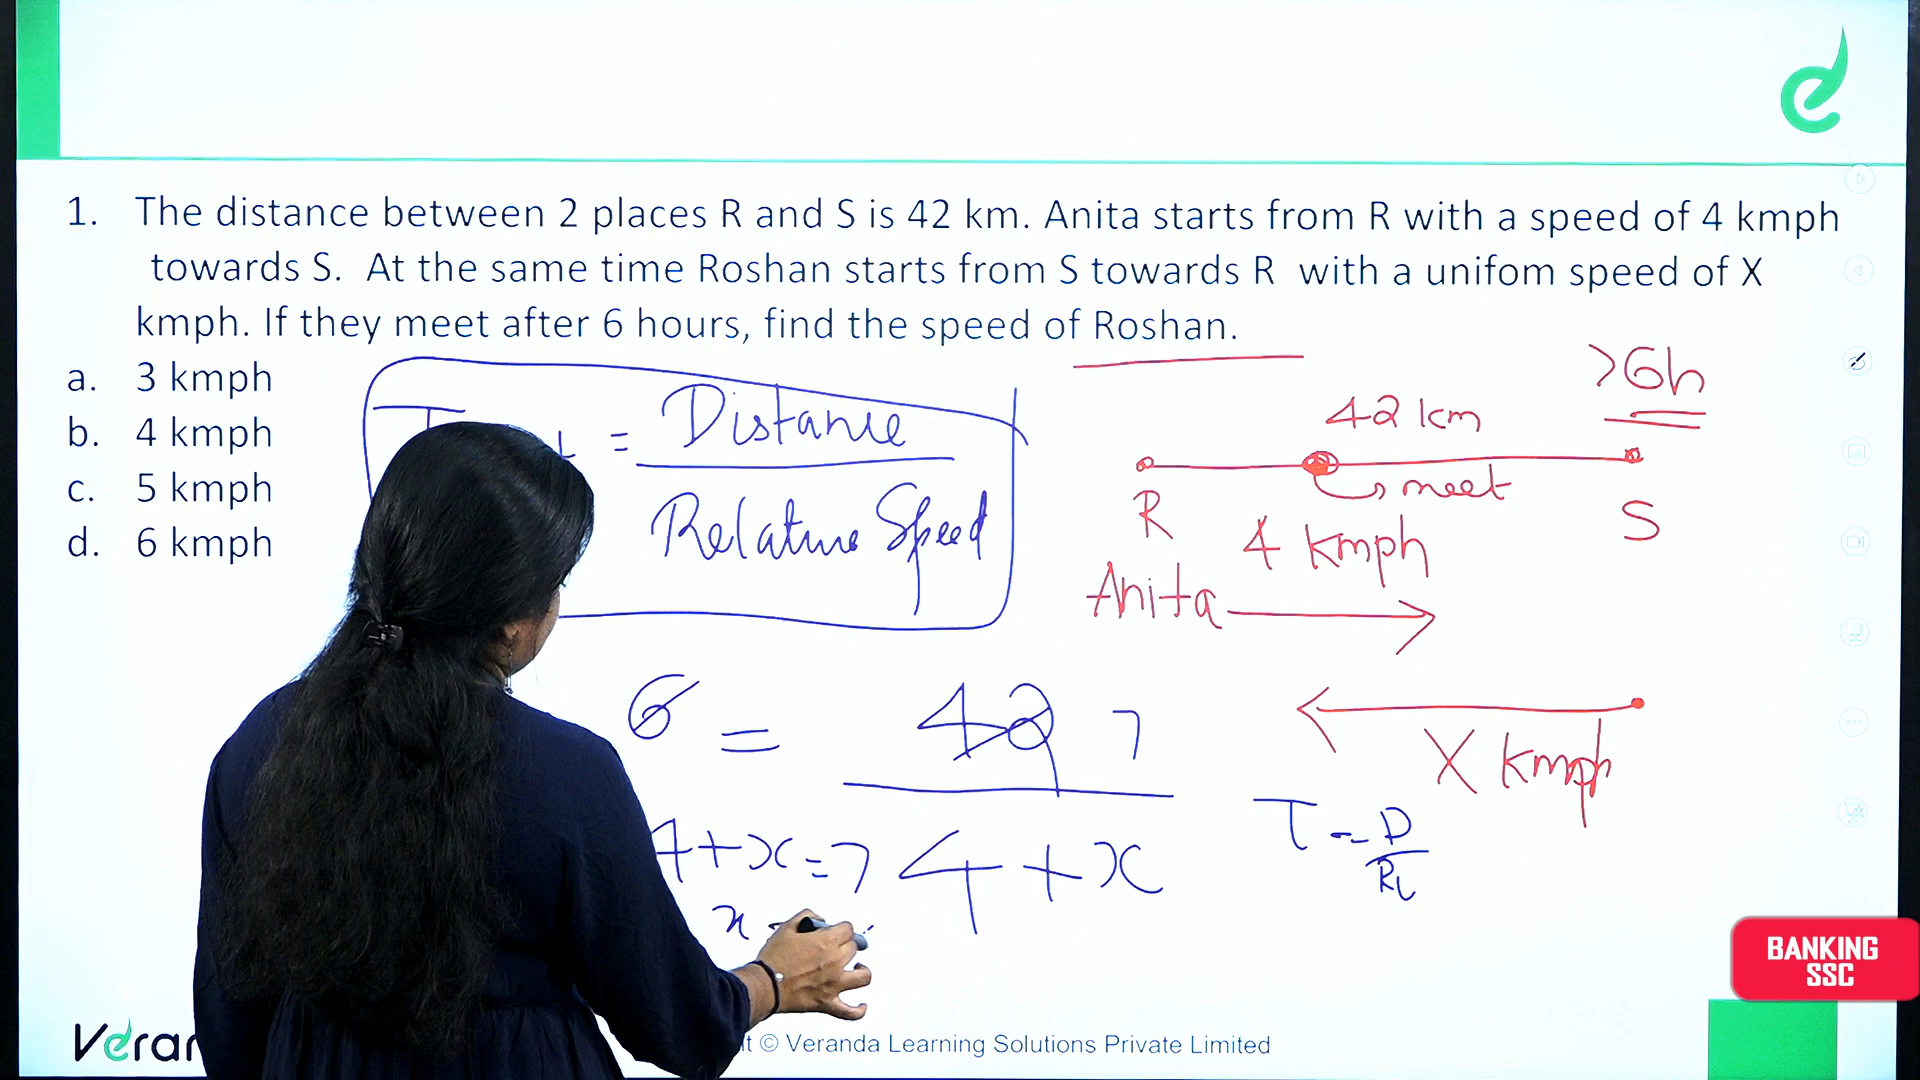 1. The distance between 2 places R and S is 42 km. Anita starts from R with a speed of 4 kmph
towards S. At the same time Roshan starts from S towards R with a unifom speed of X
kmph. If they meet after 6 hours, find the speed of Roshan.
a. 3 kmph
b. 4 kmph
c. 5 kmph
d. 6 kmph
= Distance
Relative Speed
>6h
42 km
meet
R
S
4 kmph
Anita
X kmph
6 = 42 7
4+x
4+x=7
x
T = D
RL
BANKING
SSC
Veran
© Veranda Learning Solutions Private Limited